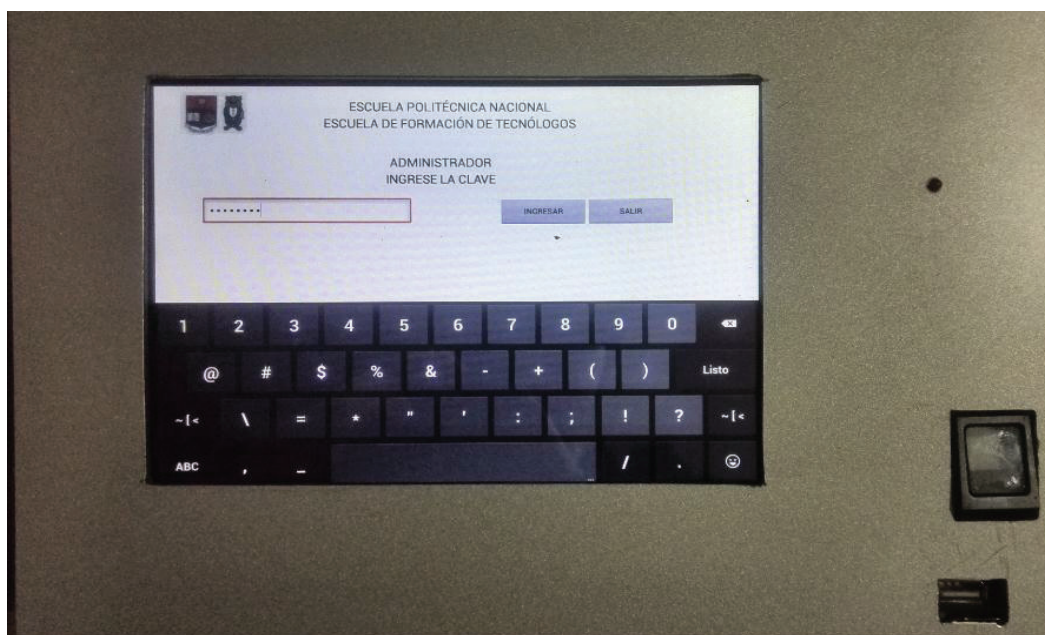 ESCUELA POLITÉCNICA NACIONAL
ESCUELA DE FORMACIÓN DE TECNÓLOGOS
ADMINISTRADOR
INGRESE LA CLAVE
••••••••
INGRESAR
SALIR
1 2 3 4 5 6 7 8 9 0
@ # $ % & - + ( ) Listo
~[< \ = * " ' : ; ! ? ~[<
ABC , _ / .